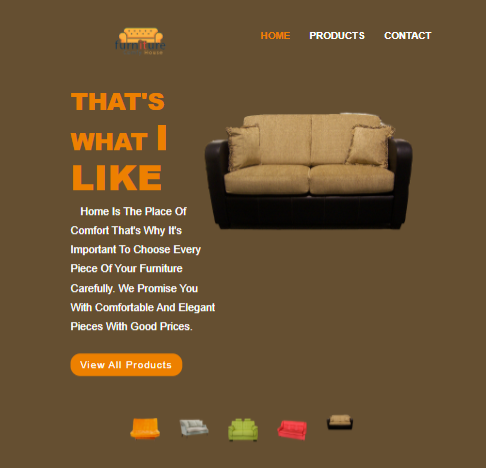 furniture
HOUSE
HOME PRODUCTS CONTACT
THAT'S
WHAT I
LIKE
Home Is The Place Of
Comfort That's Why It's
Important To Choose Every
Piece Of Your Furniture
Carefully. We Promise You
With Comfortable And Elegant
Pieces With Good Prices.
View All Products